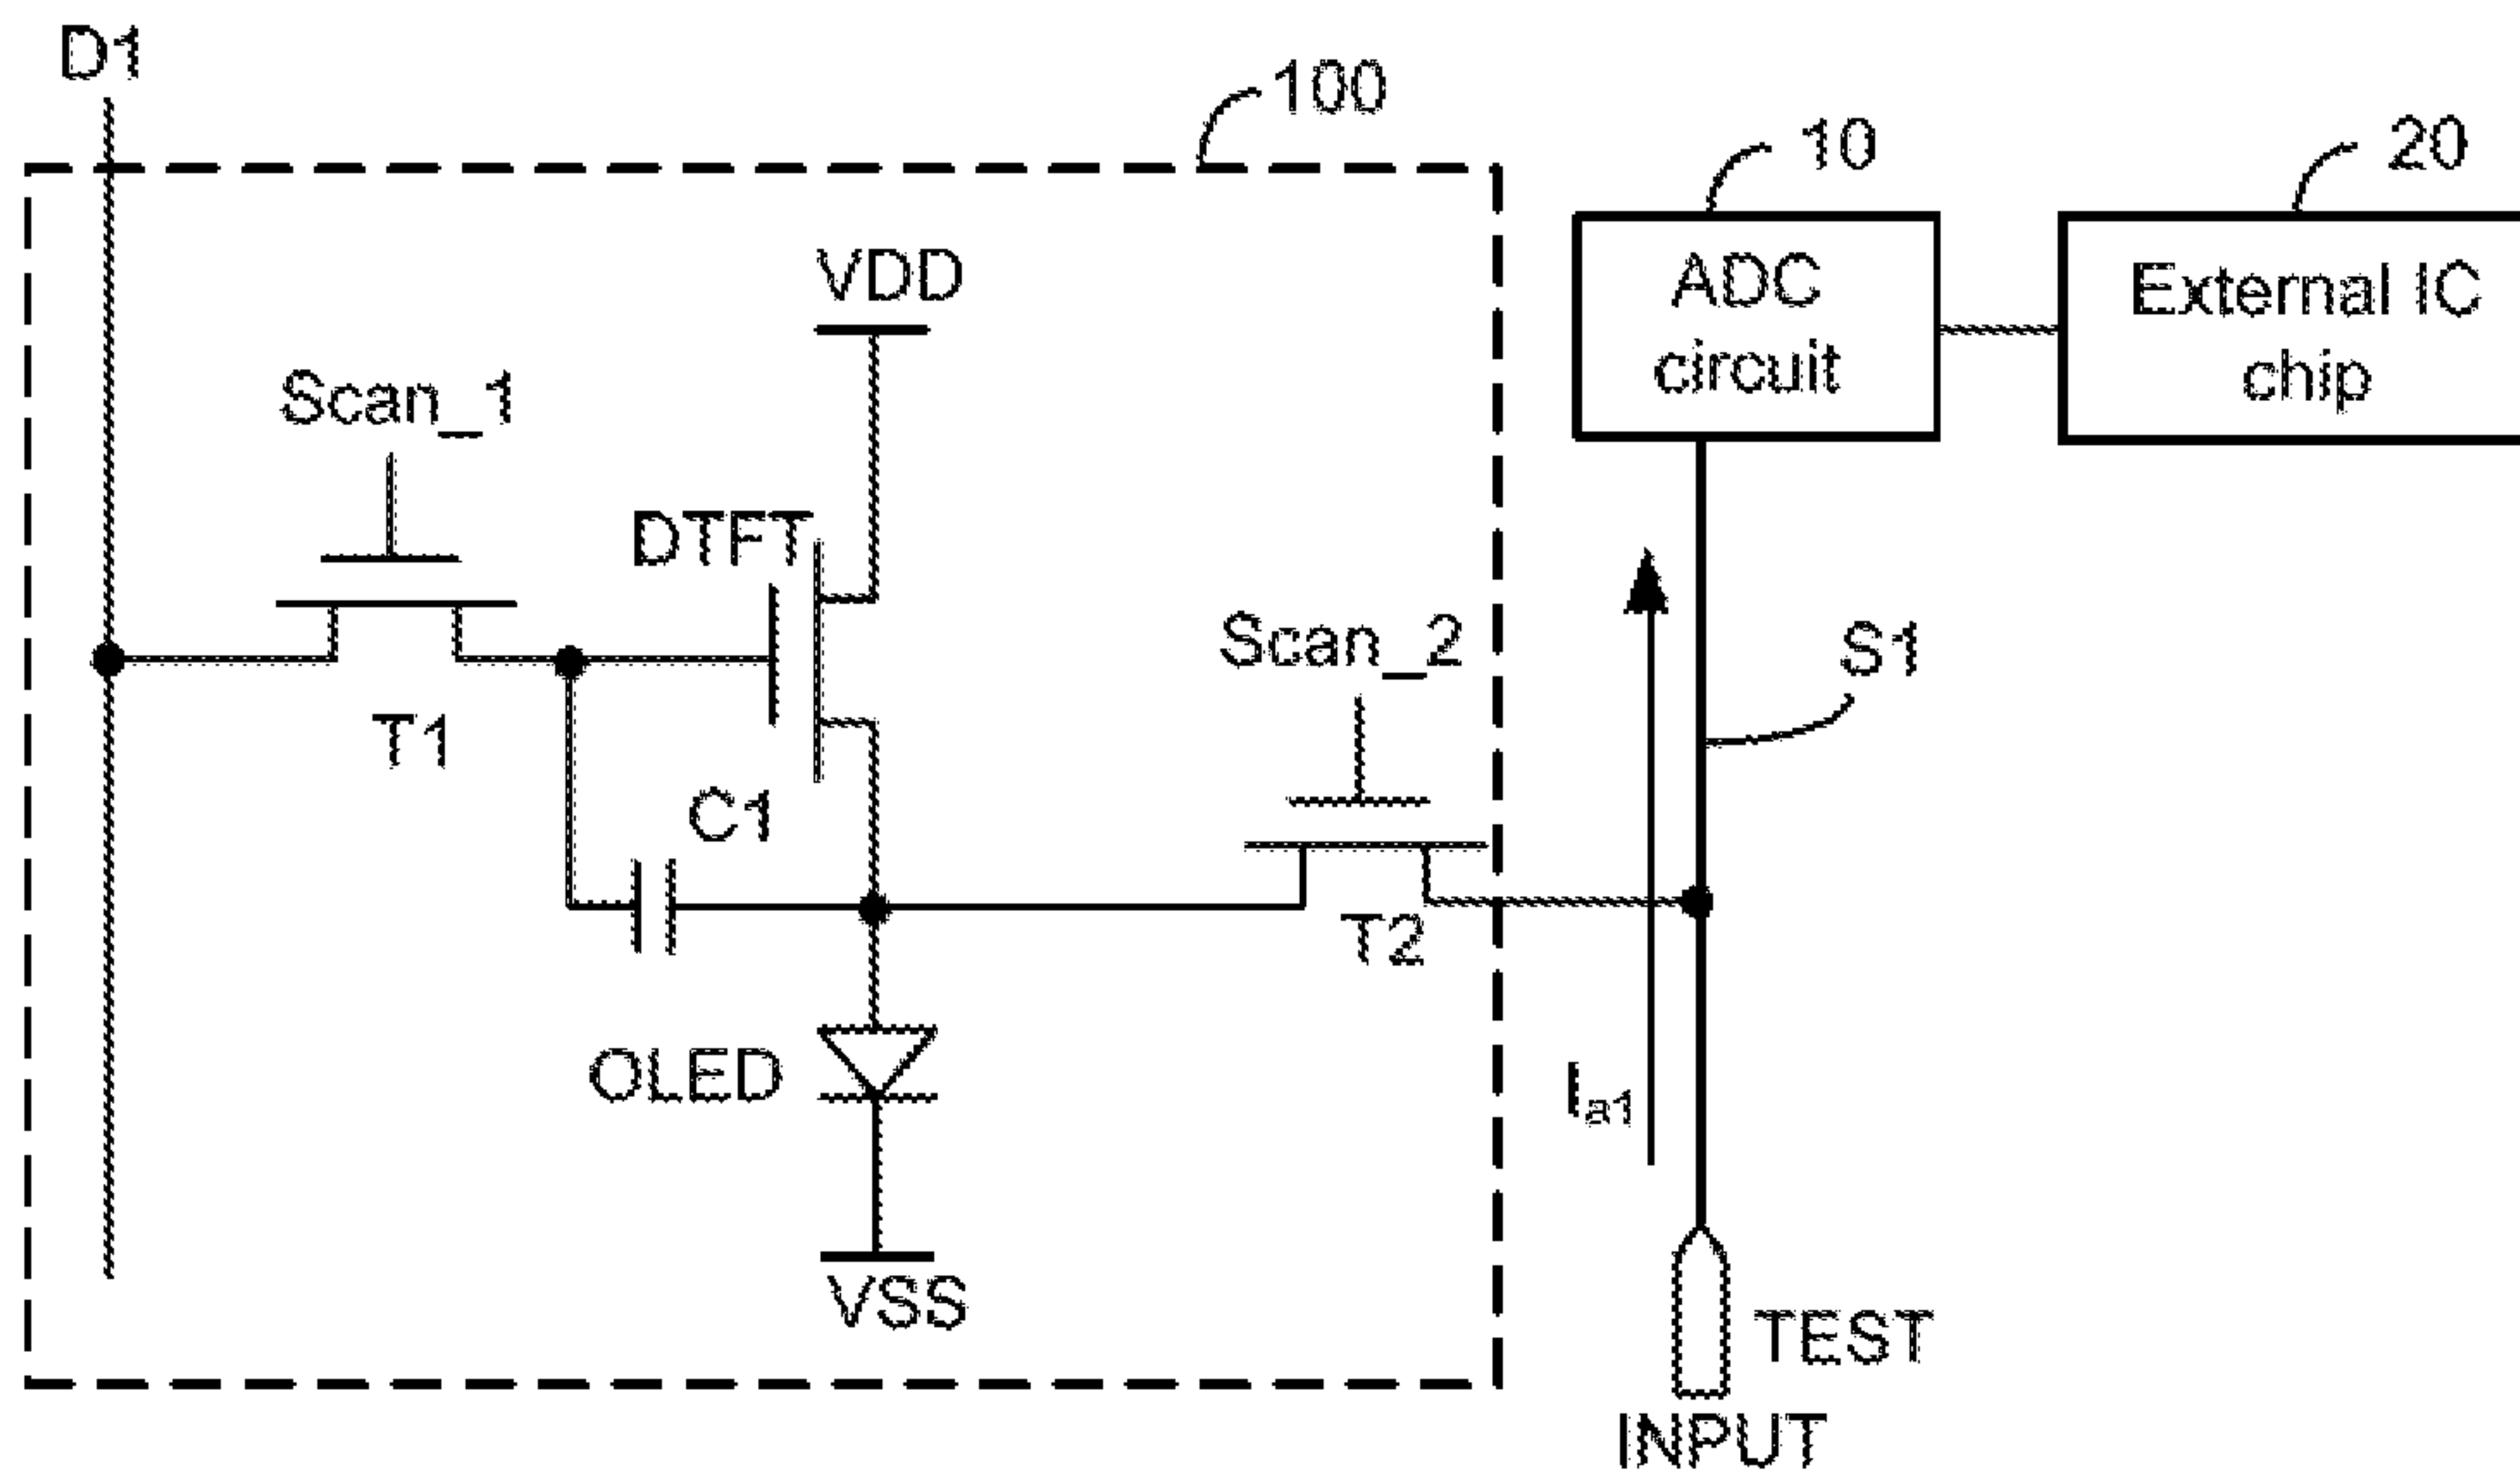 D1
100
10
20
VDD
ADC
circuit
External IC
chip
Scan_1
DTFT
Scan_2
S1
T1
C1
T2
OLED
Ia1
VSS
TEST
INPUT